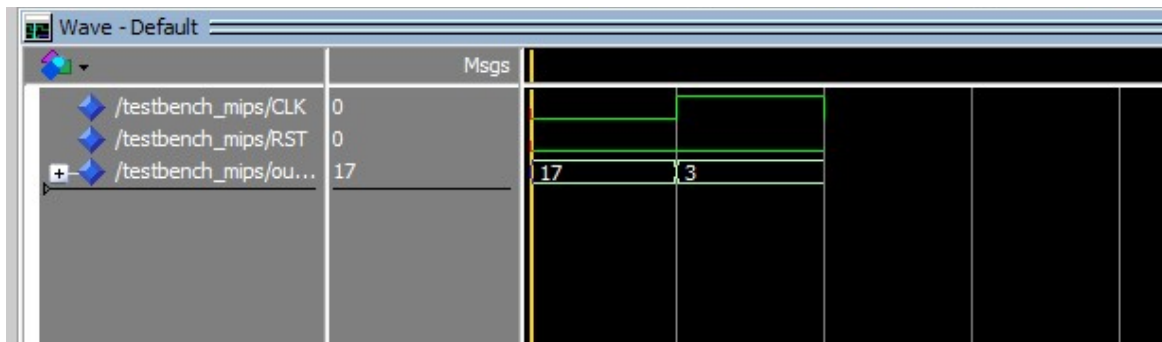 Wave - Default
Msgs
/testbench_mips/CLK 0
/testbench_mips/RST 0
/testbench_mips/ou... 17 17 3